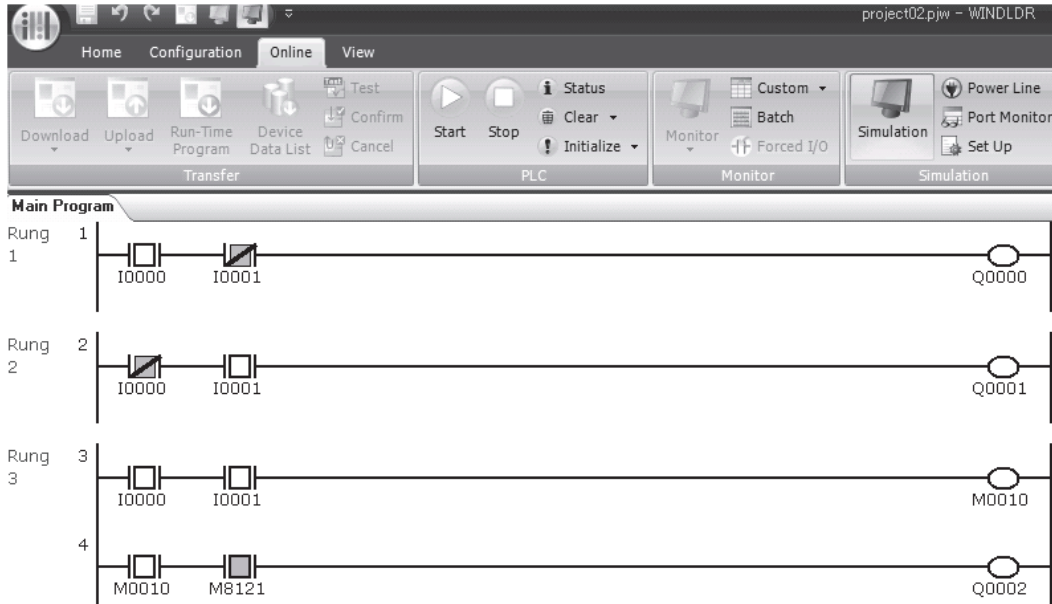 project02.pjw - WINDLDR
Home Configuration Online View
Download
Upload
Run-Time Program
Device Data List
Test
Confirm
Cancel
Transfer
Start
Stop
Status
Clear
Initialize
PLC
Monitor
Custom
Batch
Forced I/O
Monitor
Simulation
Power Line
Port Monitor
Set Up
Simulation
Main Program
Rung 1 1
I0000 I0001 Q0000
Rung 2 2
I0000 I0001 Q0001
Rung 3 3
I0000 I0001 M0010
4
M0010 M8121 Q0002